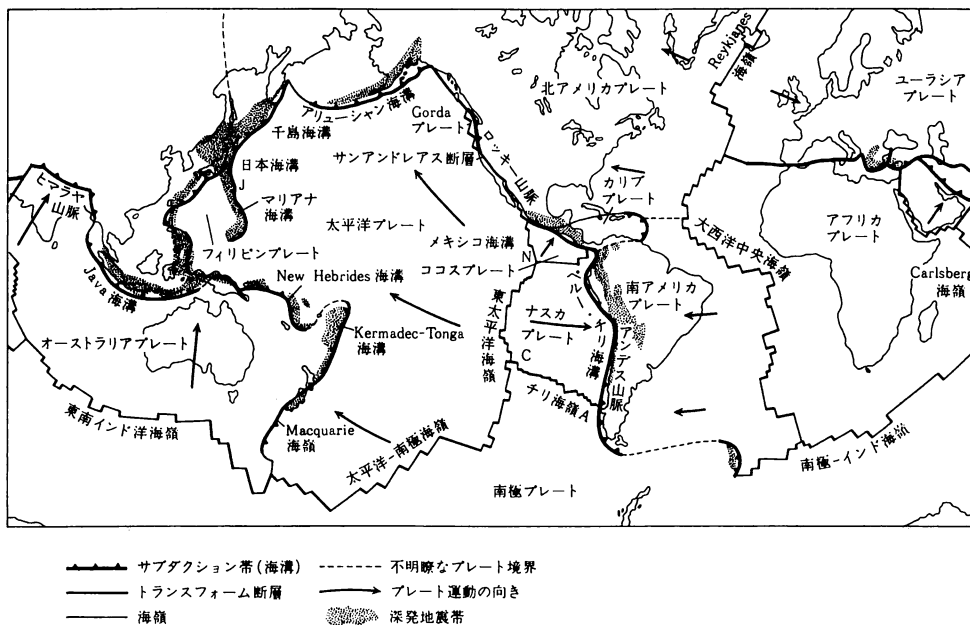 Reykjanes
海嶺
ユーラシア
プレート
北アメリカプレート
アリューシャン海溝
Gorda
プレート
千島海溝
ロッキー山脈
サンアンドレアス断層
日本海溝
J
ヒマラヤ
山脈
マリアナ
海溝
カリブ
プレート
アフリカ
プレート
太平洋プレート
大西洋中央海嶺
メキシコ海溝
N
フィリピンプレート
ココスプレート
Java海溝
New Hebrides 海溝
ペルー・チリ海溝
南アメリカ
プレート
Carlsberg
海嶺
東太平洋海嶺
ナスカ
プレート
C
Kermadec-Tonga
海溝
オーストラリアプレート
アンデス山脈
チリ海嶺A
東南インド洋海嶺
Macquarie
海嶺
太平洋-南極海嶺
南極-インド海嶺
南極プレート
サブダクション帯(海溝)
不明瞭なプレート境界
トランスフォーム断層
プレート運動の向き
海嶺
深発地震帯